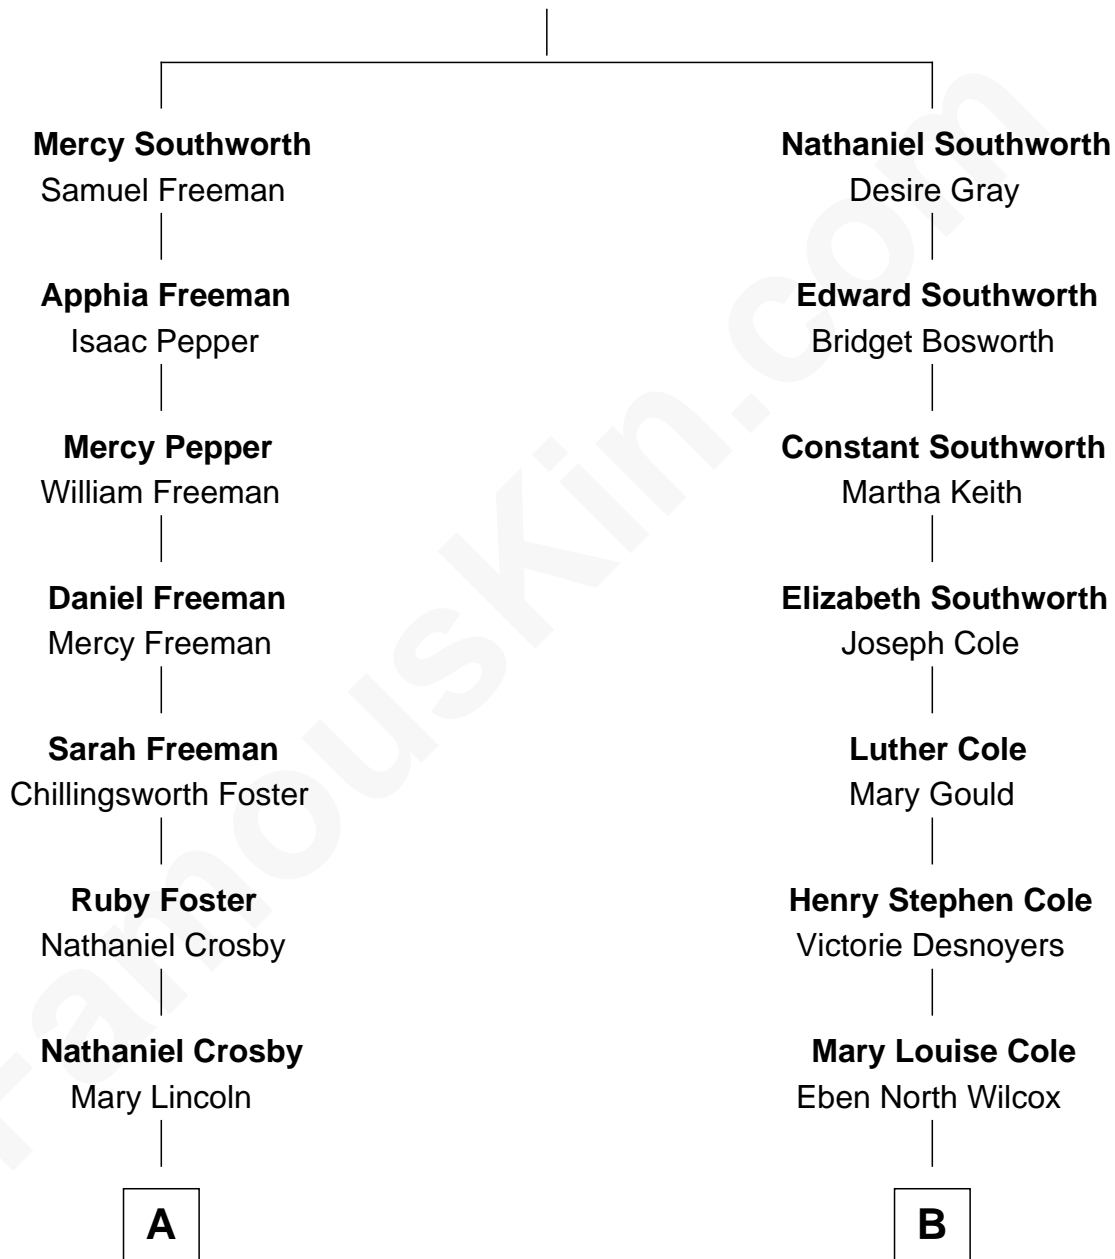 Mercy Southworth
Samuel Freeman
Nathaniel Southworth
Desire Gray
Apphia Freeman
Isaac Pepper
Edward Southworth
Bridget Bosworth
Mercy Pepper
William Freeman
Constant Southworth
Martha Keith
Daniel Freeman
Mercy Freeman
Elizabeth Southworth
Joseph Cole
Sarah Freeman
Chillingsworth Foster
Luther Cole
Mary Gould
Ruby Foster
Nathaniel Crosby
Henry Stephen Cole
Victorie Desnoyers
Nathaniel Crosby
Mary Lincoln
Mary Louise Cole
Eben North Wilcox
A
B
FamousKin.com